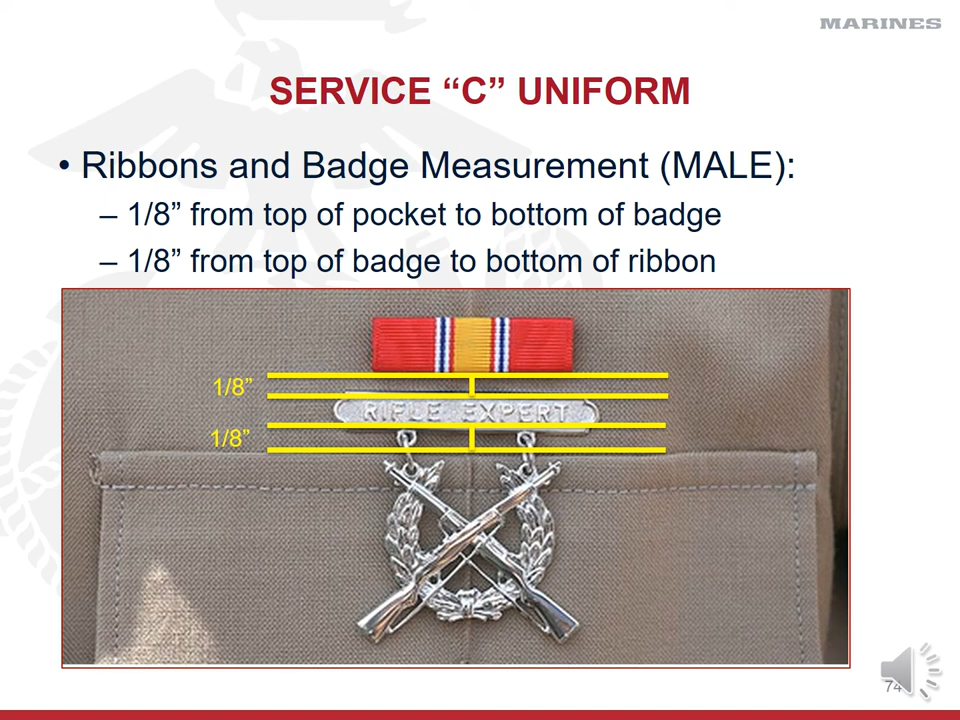 MARINES
SERVICE “C” UNIFORM
• Ribbons and Badge Measurement (MALE):
– 1/8” from top of pocket to bottom of badge
– 1/8” from top of badge to bottom of ribbon
1/8”
RIFLE EXPERT
1/8”
74